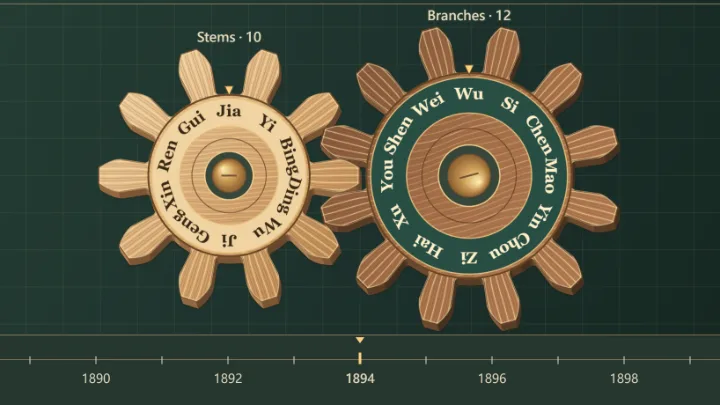 Branches · 12
Stems · 10
Jia
Yi
Bing
Ding
Wu
Ji
Geng
Xin
Ren
Gui
Wu
Si
Chen
Mao
Yin
Chou
Zi
Hai
Xu
You
Shen
Wei
1890 1892 1894 1896 1898